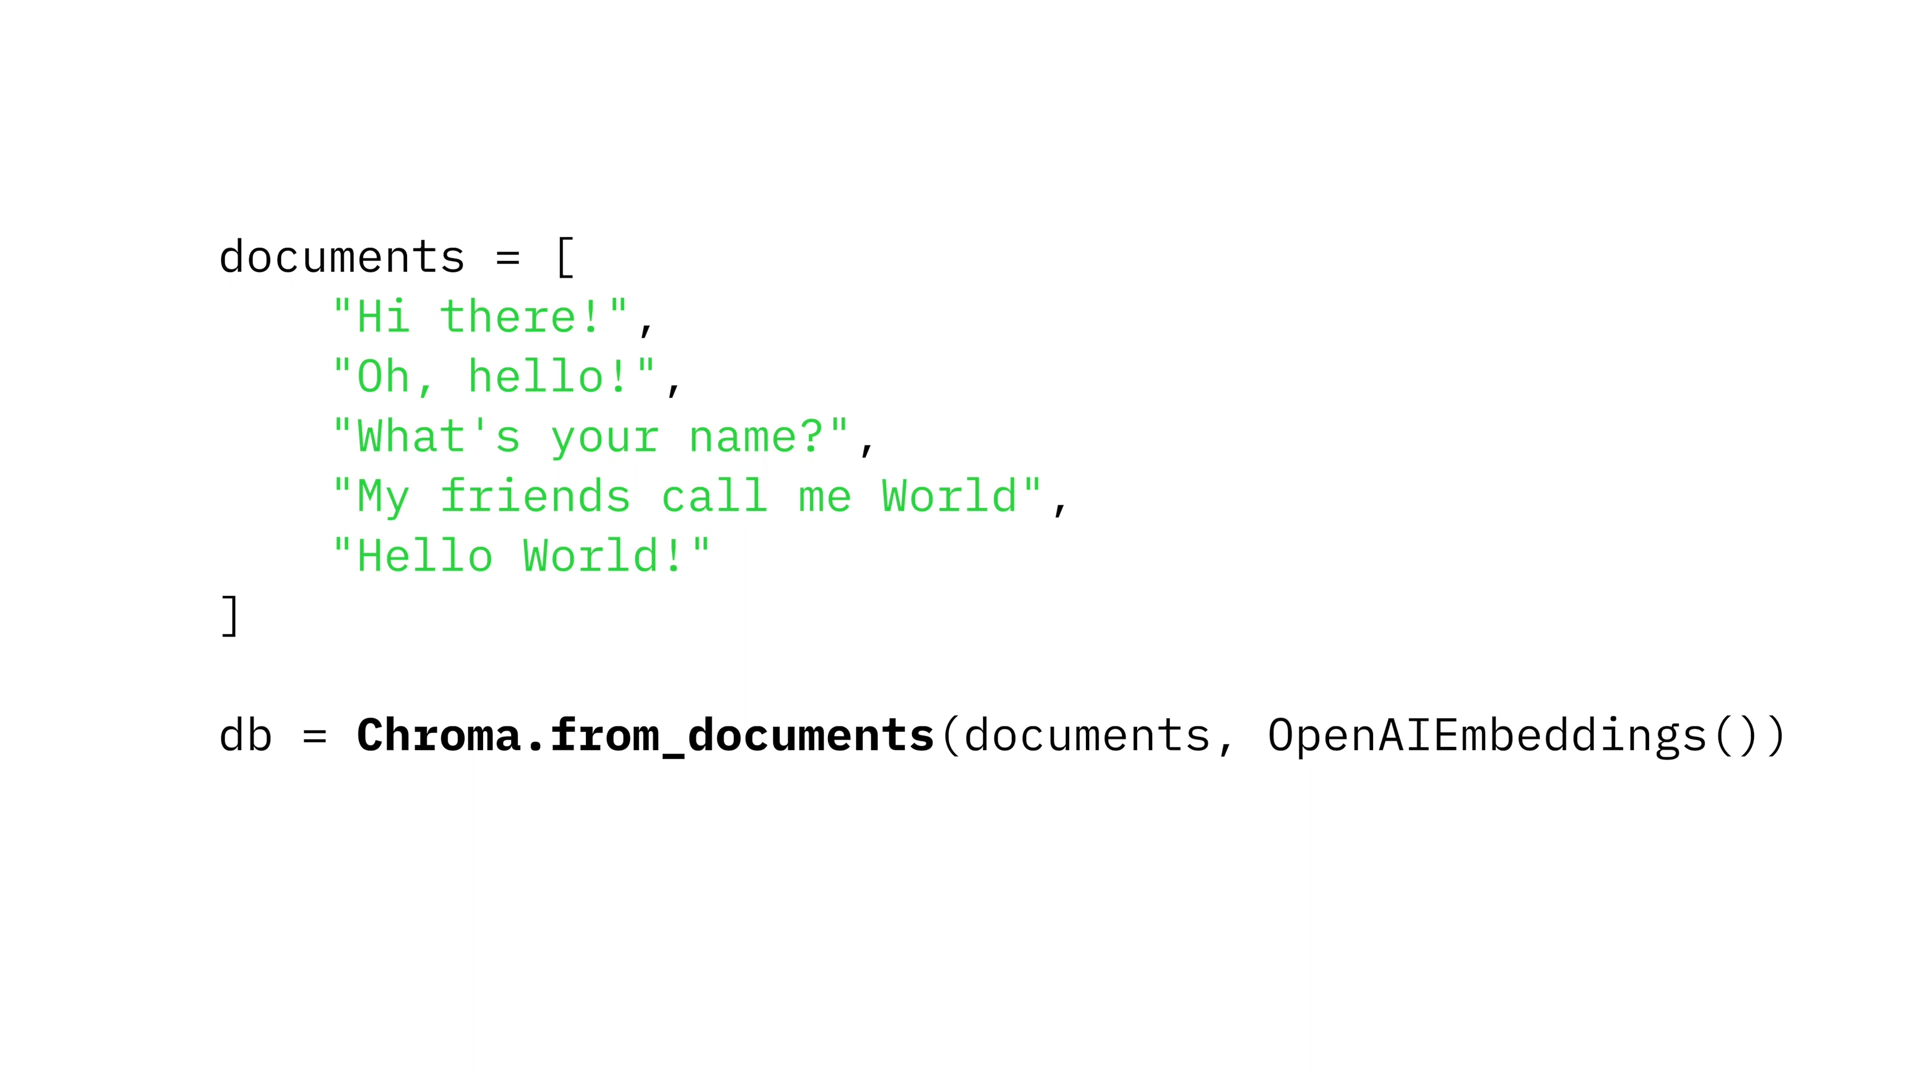 documents = [
"Hi there!",
"Oh, hello!",
"What's your name?",
"My friends call me World",
"Hello World!"
]
db = Chroma.from_documents(documents, OpenAIEmbeddings())